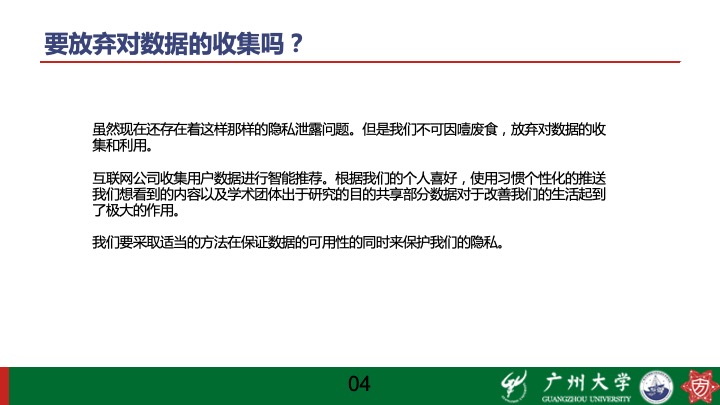 要放弃对数据的收集吗？
虽然现在还存在着这样那样的隐私泄露问题。但是我们不可因噎废食，放弃对数据的收
集和利用。
互联网公司收集用户数据进行智能推荐。根据我们的个人喜好，使用习惯个性化的推送
我们想看到的内容以及学术团体出于研究的目的共享部分数据对于改善我们的生活起到
了极大的作用。
我们要采取适当的方法在保证数据的可用性的同时来保护我们的隐私。
04
广州大学
GUANGZHOU UNIVERSITY